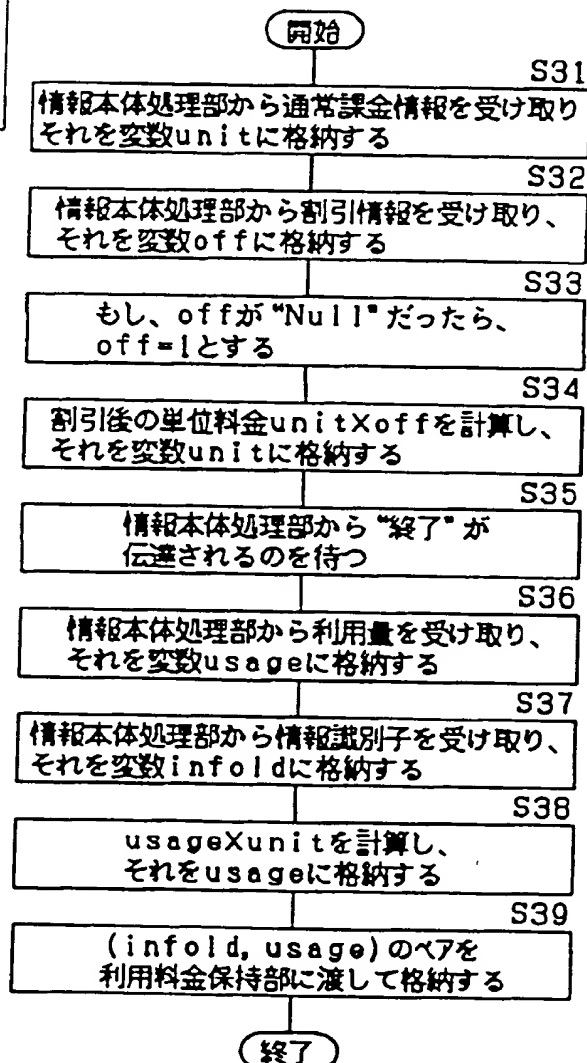 開始
S31
情報本体処理部から通常課金情報を受け取り
それを変数unitに格納する
S32
情報本体処理部から割引情報を受け取り、
それを変数offに格納する
S33
もし、offが“Null”だったら、
off=1とする
S34
割引後の単位料金unit×offを計算し、
それを変数unitに格納する
S35
情報本体処理部から“終了”が
伝達されるのを待つ
S36
情報本体処理部から利用量を受け取り、
それを変数usageに格納する
S37
情報本体処理部から情報識別子を受け取り、
それを変数infoIdに格納する
S38
usage×unitを計算し、
それをusageに格納する
S39
(infoId, usage)のペアを
利用料金保持部に渡して格納する
終了